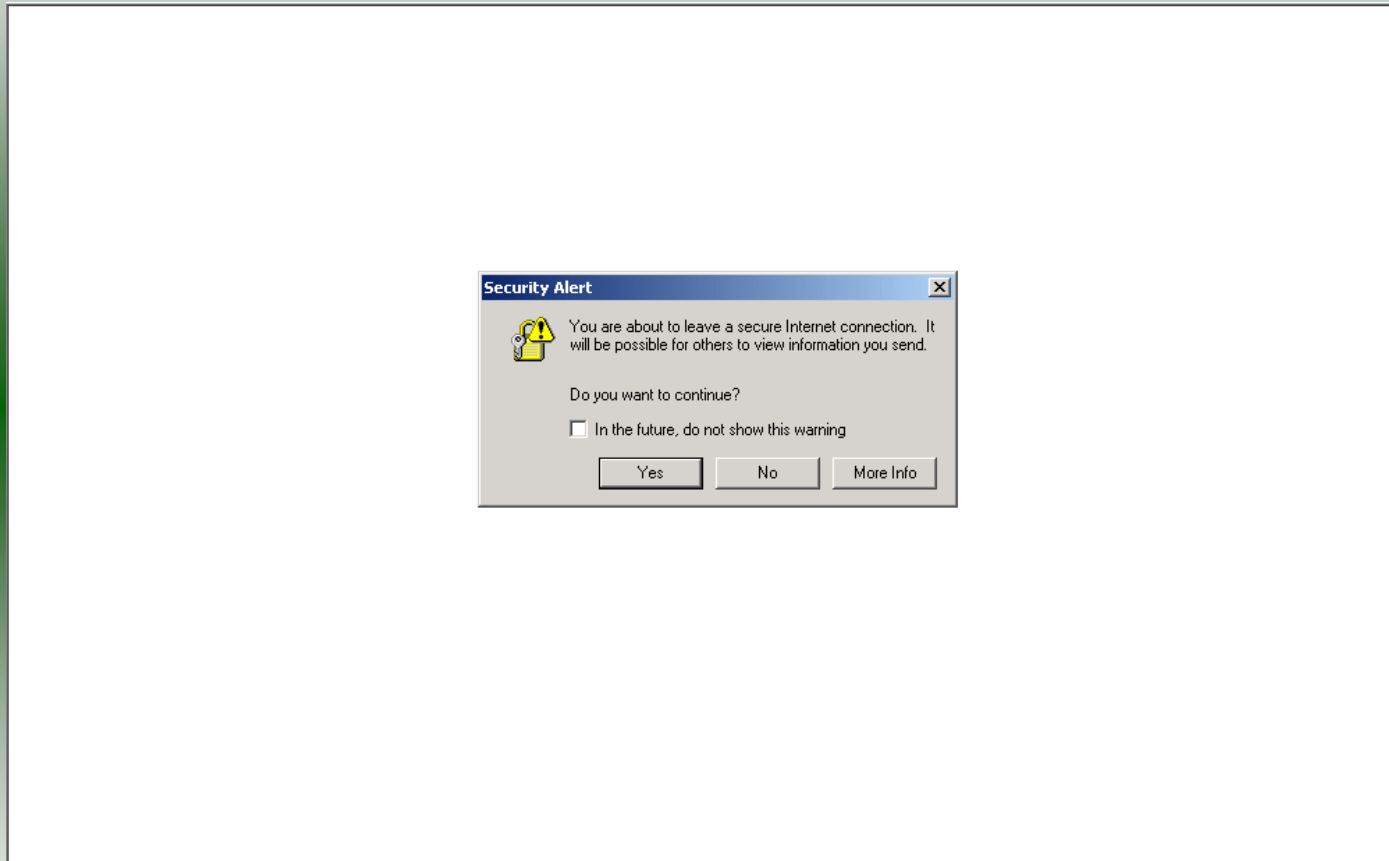 Security Alert
You are about to leave a secure Internet connection. It
will be possible for others to view information you send.
Do you want to continue?
In the future, do not show this warning
Yes No More Info